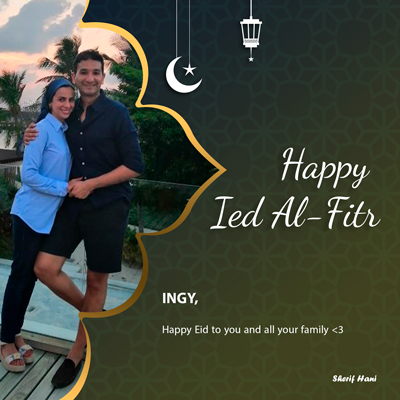 Happy
Ied Al-Fitr
INGY,
Happy Eid to you and all your family <3
Sherif Hani